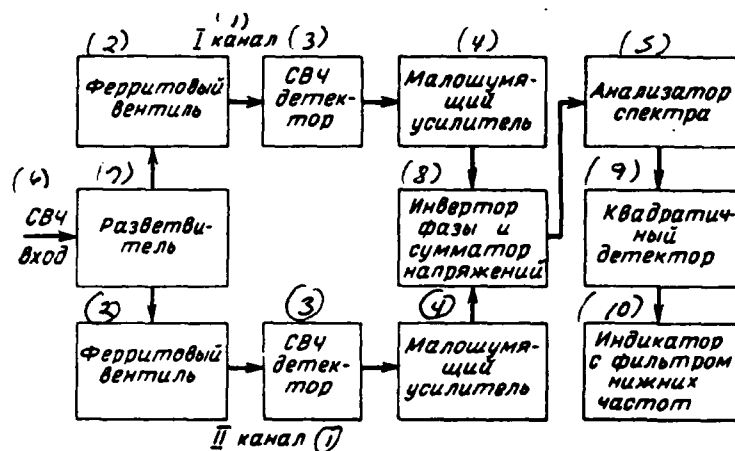 (1)
(2) I канал (3) (4) (5)
Ферритовый
вентиль
СВЧ
детек-
тор
Малошумя-
щий
усилитель
Анализатор
спектра
(6)
СВЧ
вход
(7)
Разветви-
тель
(8)
Инвертор
фазы и
сумматор
напряжений
(9)
Квадратич-
ный
детектор
(2)
Ферритовый
вентиль
(3)
СВЧ
детек-
тор
(4)
Малошумя-
щий
усилитель
(10)
Индикатор
с фильтром
нижних
частот
II канал (1)